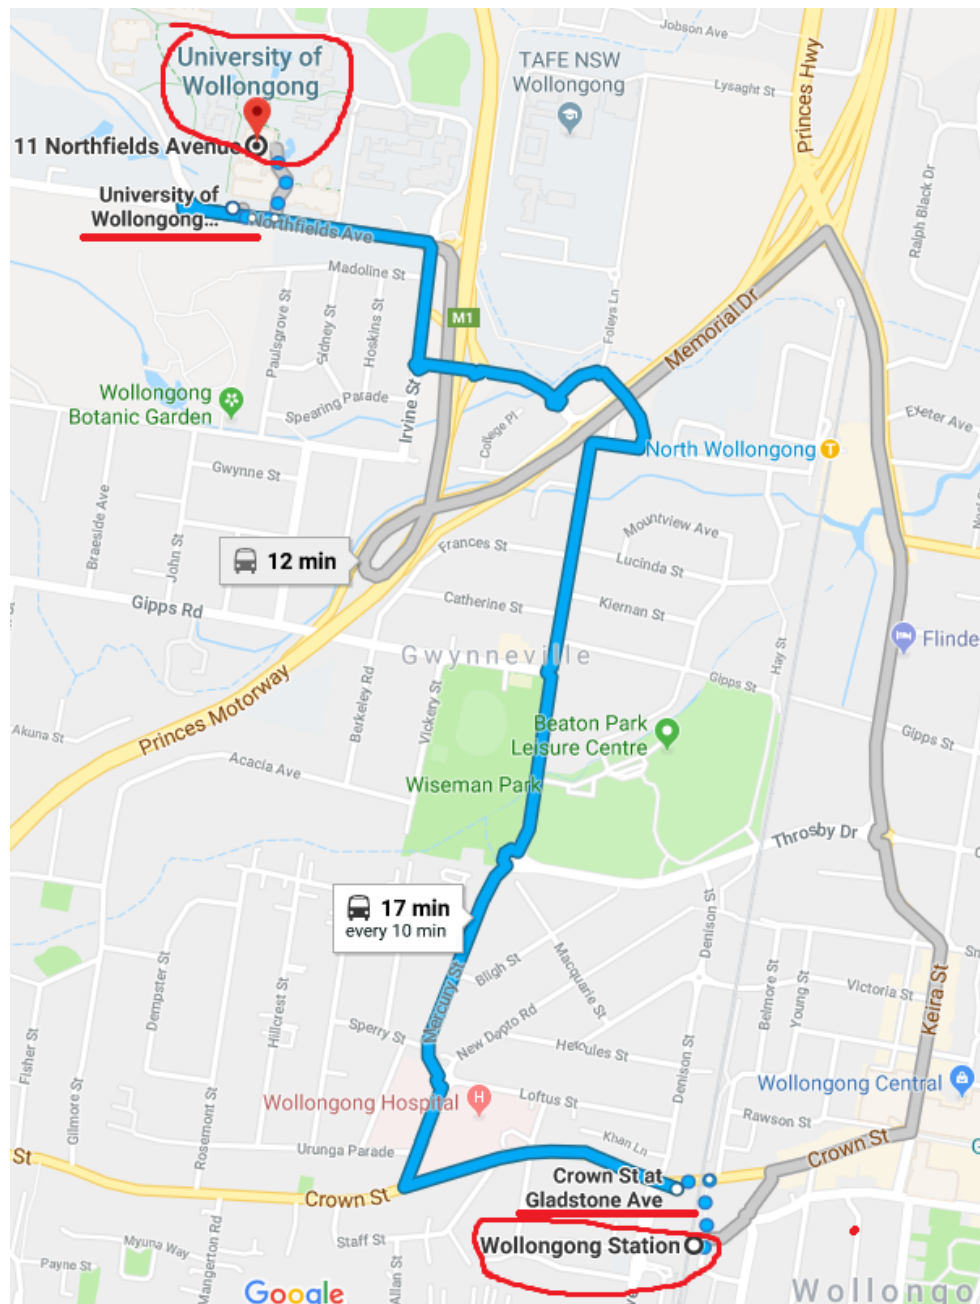 Jobson Ave
University of
Wollongong
TAFE NSW
Wollongong
Princes Hwy
Lysaght St
11 Northfields Avenue
University of
Wollongong...
Northfields Ave
Ralph Black Dr
Madoline St
Paulsgrove St
Sidney St
Hoskins St
M1
Foleys Ln
Memorial Dr
Wollongong
Botanic Garden
Spearing Parade
Irvine St
College Pl
Exeter Ave
North Wollongong
T
Gwynne St
Braeside Ave
John St
Mountview Ave
Frances St
12 min
Lucinda St
Gipps Rd
Catherine St
Kiernan St
Hay St
Flinde
Gwynneville
Gipps St
Princes Motorway
Berkeley Rd
Vickery St
Beaton Park
Leisure Centre
Akuna St
Gipps St
Acacia Ave
Wiseman Park
Throsby Dr
17 min
every 10 min
Denison St
Dempster St
Hillcrest St
Mercury St
Bligh St
Macquarie St
Belmore St
Young St
Victoria St
Keira St
Fisher St
Sperry St
New Dapto Rd
Hercules St
Denison St
Gilmore St
Rosemont St
Wollongong Hospital
H
Loftus St
Wollongong Central
Rawson St
Urunga Parade
Khan Ln
Crown St
St
Crown St
Crown St at
Gladstone Ave
Mangerton Rd
Myuna Way
Staff St
Wollongong Station
Payne St
Allan St
Google
Wollongo